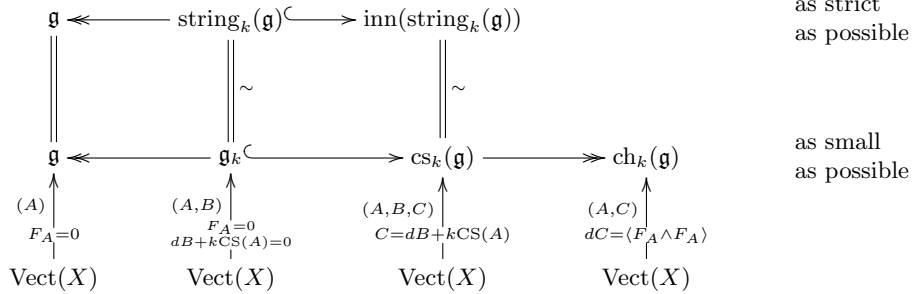 as strict
𝔤 string_k(𝔤) inn(string_k(𝔤)) as possible
∼ ∼
as small
𝔤 𝔤_k cs_k(𝔤) ch_k(𝔤) as possible
(A) (A,B) (A,B,C) (A,C)
F_A=0 F_A=0 C=dB+kCS(A) dC=⟨F_A∧F_A⟩
dB+kCS(A)=0
Vect(X) Vect(X) Vect(X) Vect(X)